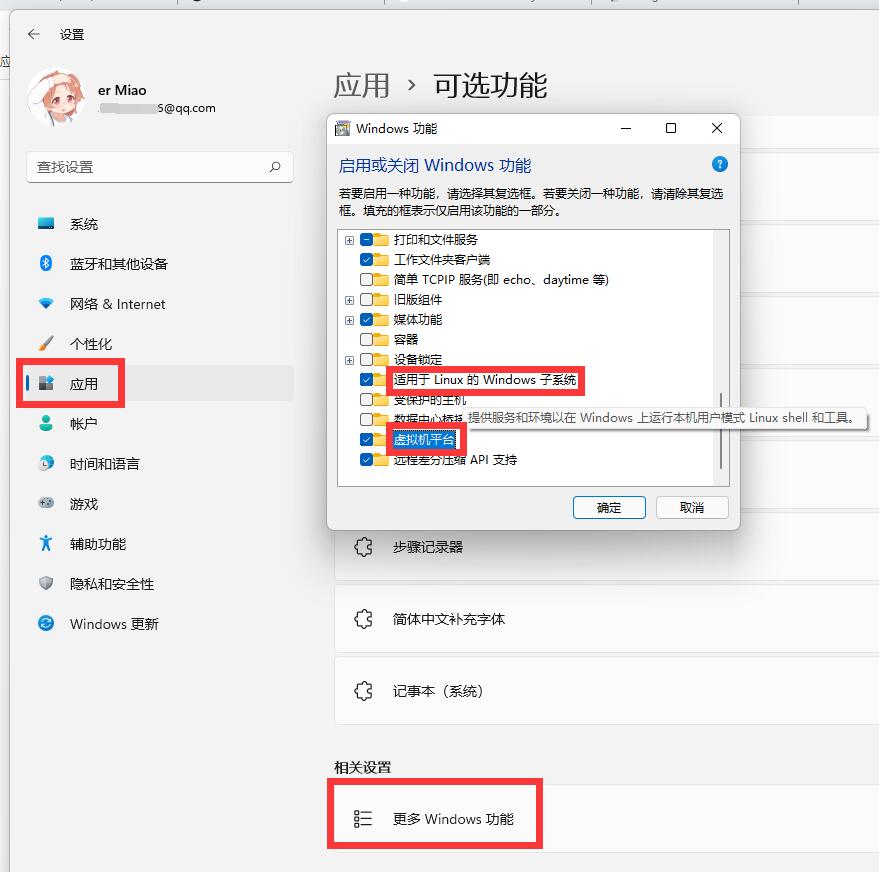 设置
er Miao
6@qq.com
查找设置
系统
蓝牙和其他设备
网络 & Internet
个性化
应用
帐户
时间和语言
游戏
辅助功能
隐私和安全性
Windows 更新
应用 › 可选功能
Windows 功能
启用或关闭 Windows 功能
若要启用一种功能，请选择其复选框。若要关闭一种功能，请清除其复选
框。填充的框表示仅启用该功能的一部分。
打印和文件服务
工作文件夹客户端
简单 TCPIP 服务(即 echo、daytime 等)
旧版组件
媒体功能
容器
设备锁定
适用于 Linux 的 Windows 子系统
受保护的主机
数据中心桥接
提供服务和环境以在 Windows 上运行本机用户模式 Linux shell 和工具。
虚拟机平台
远程差分压缩 API 支持
确定
取消
步骤记录器
简体中文补充字体
记事本（系统）
相关设置
更多 Windows 功能